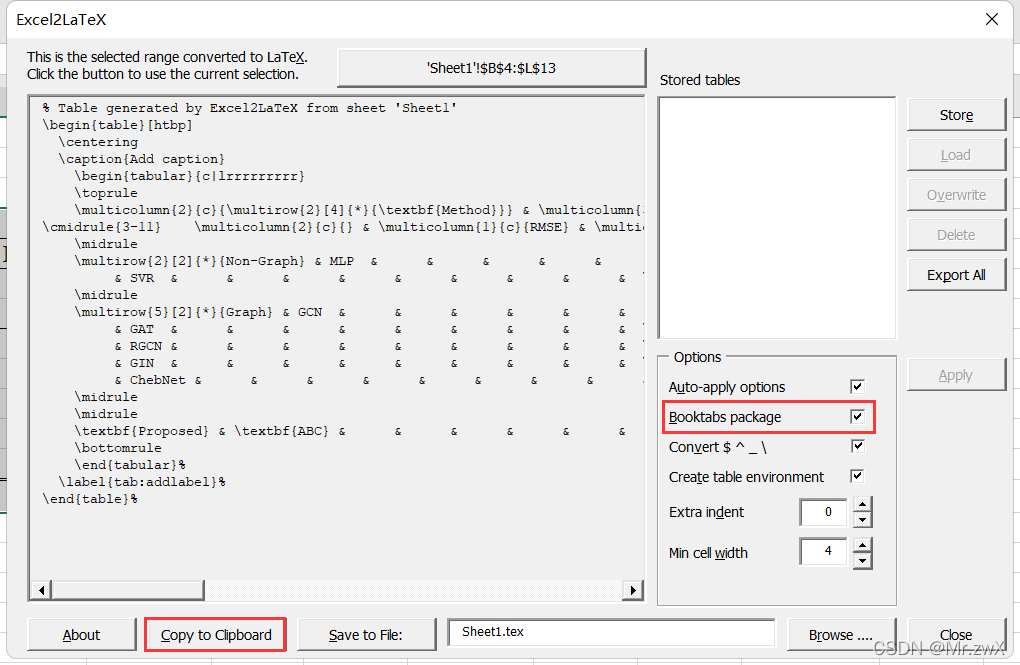 Excel2LaTeX
This is the selected range converted to LaTeX.
Click the button to use the current selection.
'Sheet1'!$B$4:$L$13
% Table generated by Excel2LaTeX from sheet 'Sheet1'
\begin{table}[htbp]
\centering
\caption{Add caption}
\begin{tabular}{c|lrrrrrrrrr}
\toprule
\multicolumn{2}{c}{\multirow{2}[4]{*}{\textbf{Method}}} & \multicolumn{
\cmidrule{3-11}    \multicolumn{2}{c}{} & \multicolumn{1}{c}{RMSE} & \multic
\midrule
\multirow{2}[2]{*}{Non-Graph} & MLP  &       &       &       &       &
& SVR  &       &       &       &       &       &       &       &       & \
\midrule
\multirow{5}[2]{*}{Graph} & GCN  &       &       &       &       &       &
& GAT  &       &       &       &       &       &       &       &       & \
& RGCN &       &       &       &       &       &       &       &       & \
& GIN  &       &       &       &       &       &       &       &       & \
& ChebNet &       &       &       &       &       &       &       &       &
\midrule
\midrule
\textbf{Proposed} & \textbf{ABC} &       &       &       &       &       &
\bottomrule
\end{tabular}%
\label{tab:addlabel}%
\end{table}%
Stored tables
Store
Load
Overwrite
Delete
Export All
Options
Auto-apply options
Booktabs package
Convert $ ^ _ \
Create table environment
Extra indent 0
Min cell width 4
Apply
About
Copy to Clipboard
Save to File:
Sheet1.tex
Browse ....
Close
CSDN @Mr.zwX